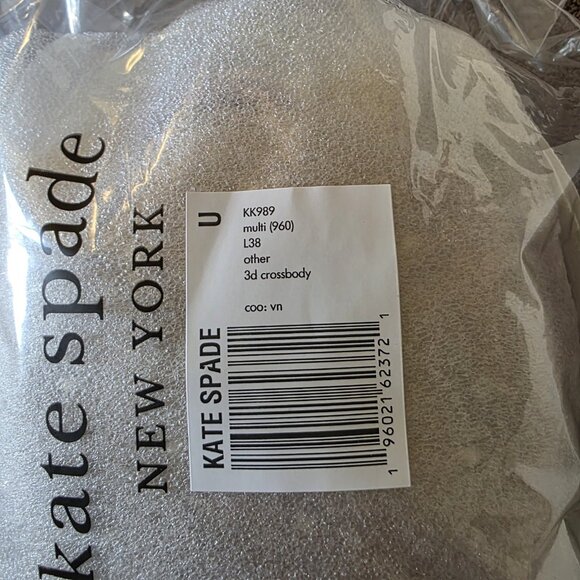 kate spade
NEW YORK
U
KK989
multi (960)
L38
other
3d crossbody
coo: vn
KATE SPADE
1 96021 62372 1